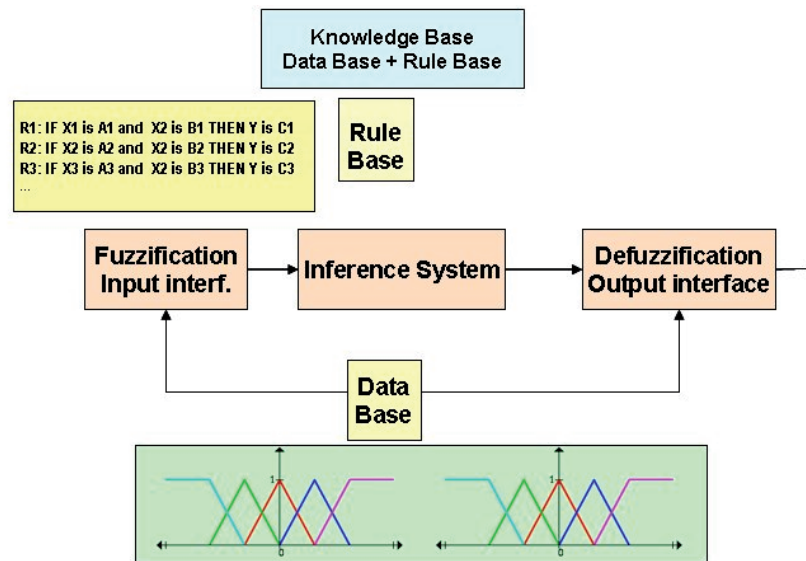 Knowledge Base
Data Base + Rule Base
R1: IF X1 is A1 and X2 is B1 THEN Y is C1
R2: IF X2 is A2 and X2 is B2 THEN Y is C2
R3: IF X3 is A3 and X2 is B3 THEN Y is C3
...
Rule
Base
Fuzzification
Input interf.
Inference System
Defuzzification
Output interface
Data
Base
1
0
1
0